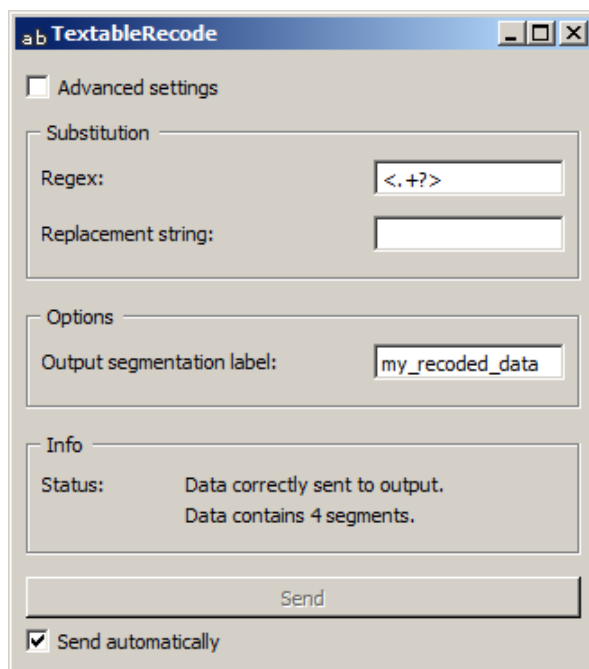 ab TextableRecode
Advanced settings
Substitution
Regex: <.+?>
Replacement string:
Options
Output segmentation label: my_recoded_data
Info
Status: Data correctly sent to output.
Data contains 4 segments.
Send
Send automatically